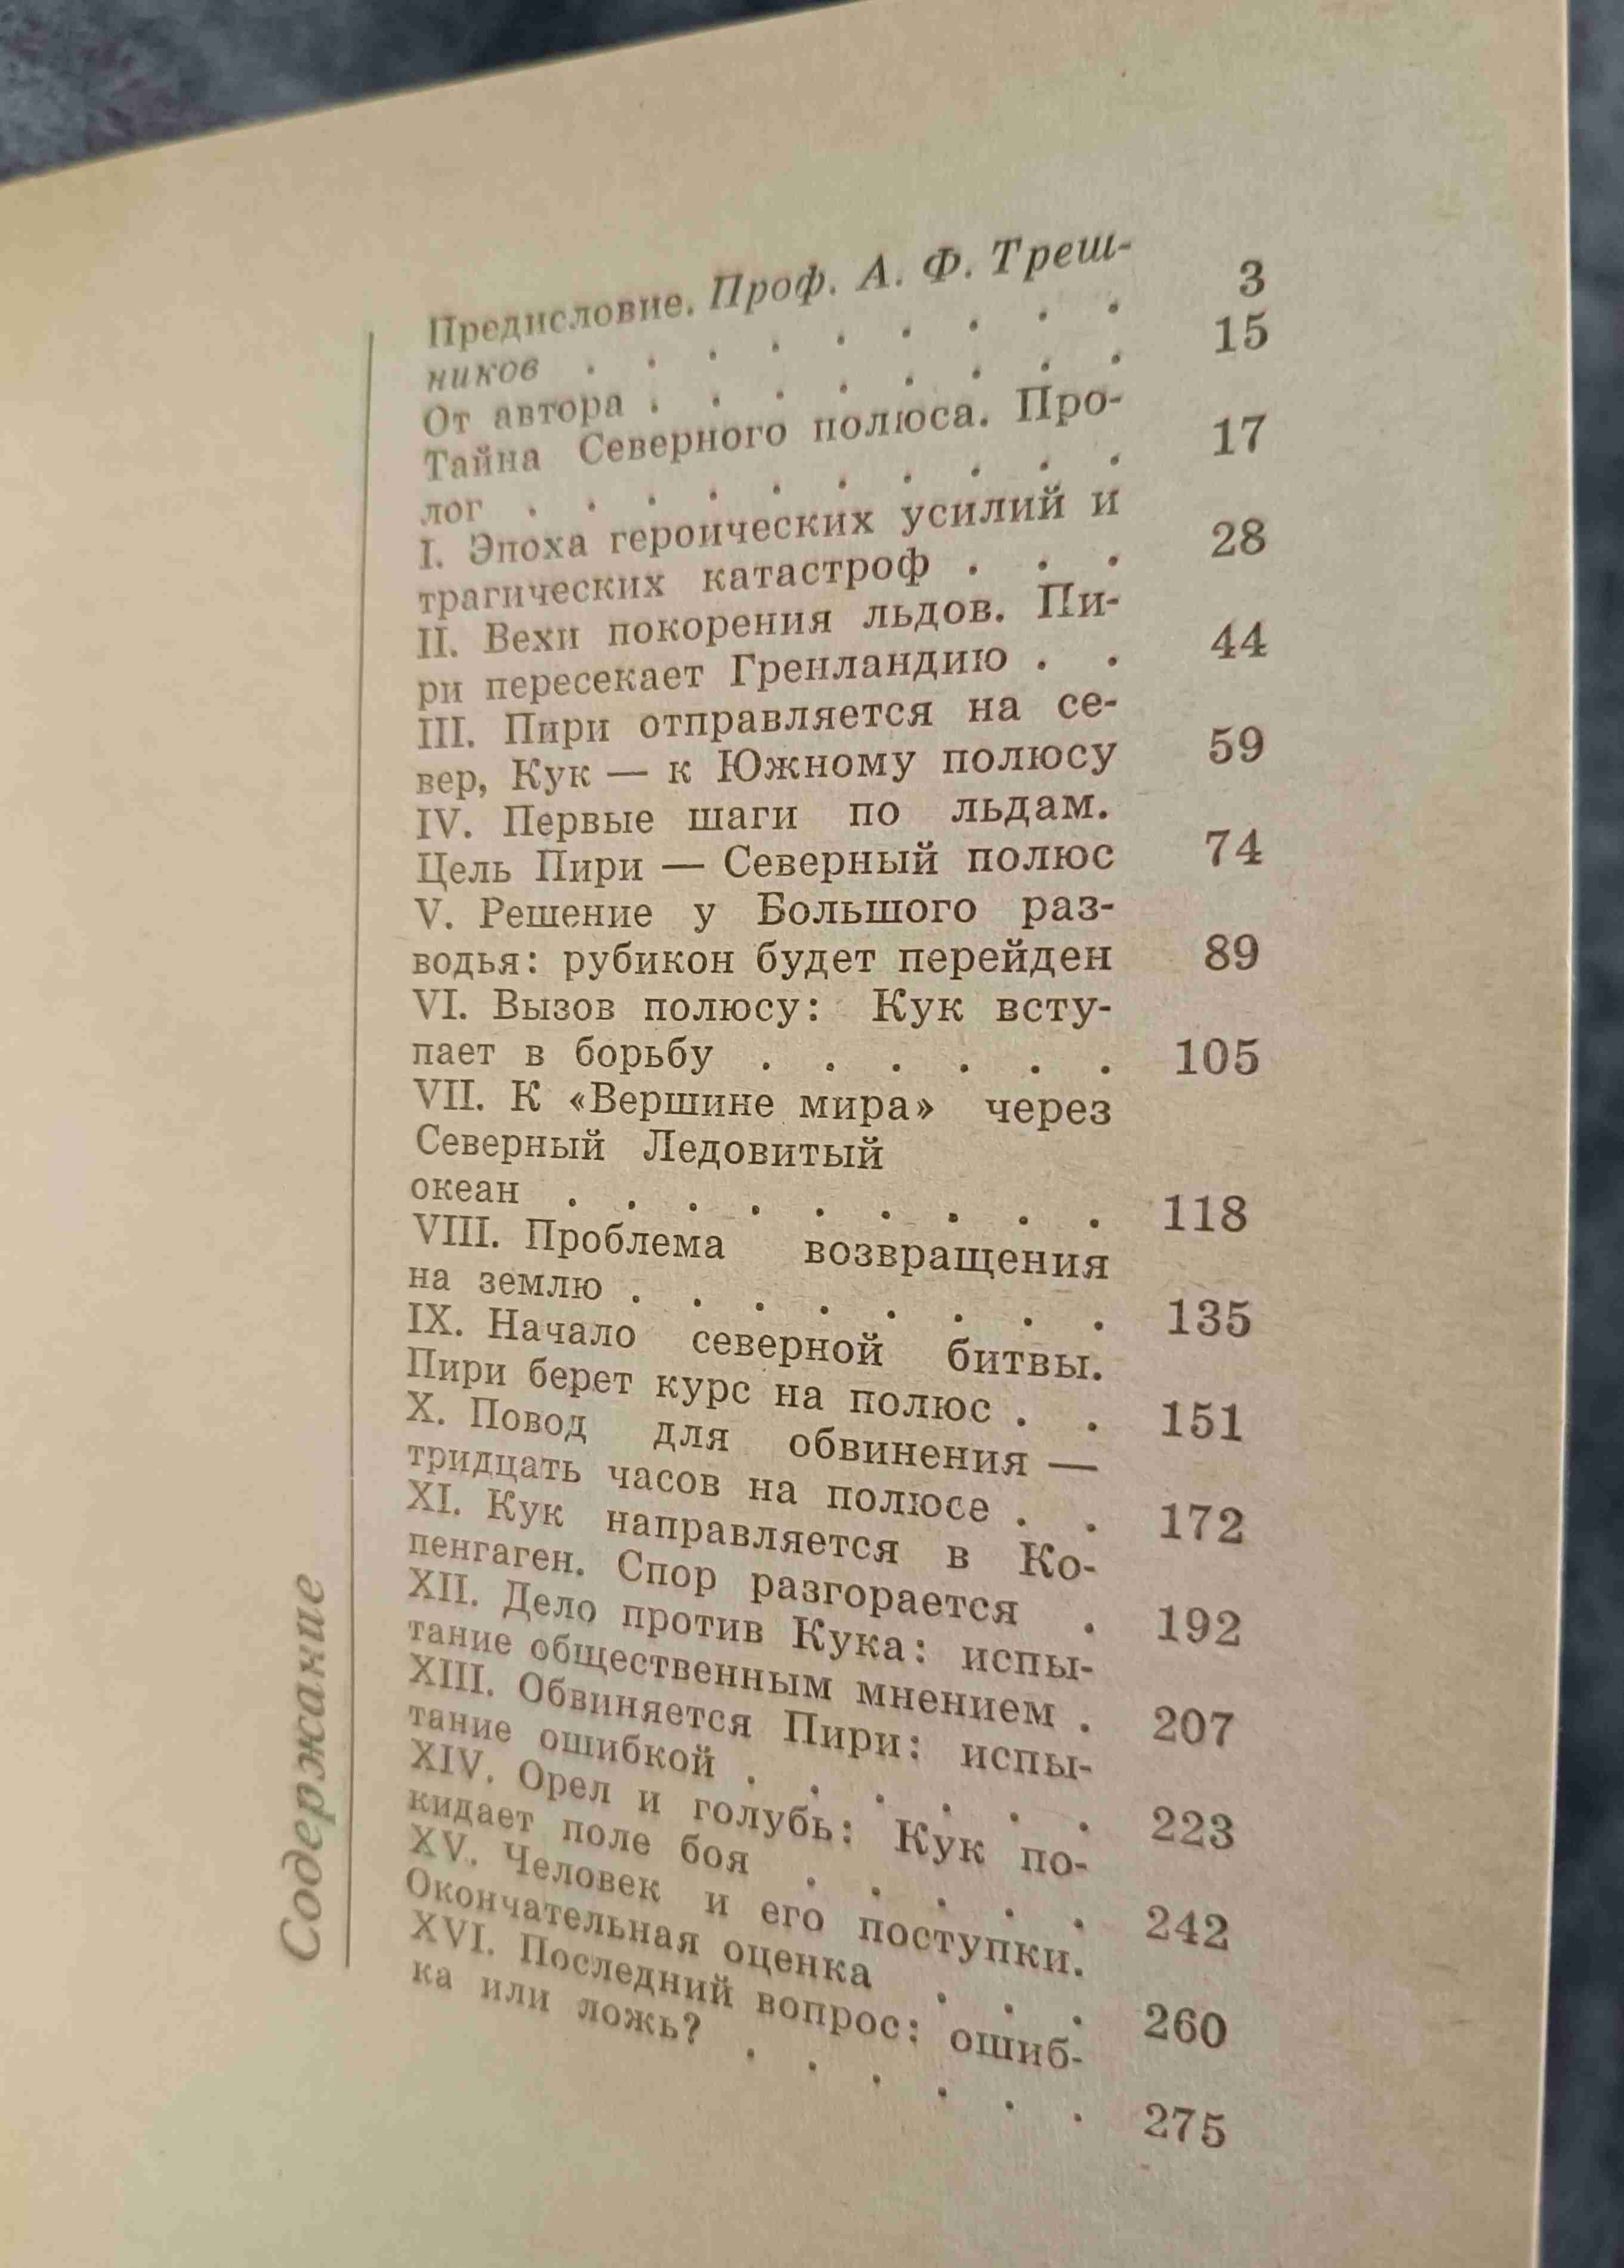 Содержание
Предисловие. Проф. А. Ф. Треш-
ников . . . . . . . . . 3
От автора . . . . . . . . 15
Тайна Северного полюса. Про-
лог . . . . . . . . . . 17
I. Эпоха героических усилий и
трагических катастроф . . . 28
II. Вехи покорения льдов. Пи-
ри пересекает Гренландию . . 44
III. Пири отправляется на се-
вер, Кук — к Южному полюсу 59
IV. Первые шаги по льдам.
Цель Пири — Северный полюс 74
V. Решение у Большого раз-
водья: рубикон будет перейден 89
VI. Вызов полюсу: Кук всту-
пает в борьбу . . . . . . 105
VII. К «Вершине мира» через
Северный Ледовитый
океан . . . . . . . . . 118
VIII. Проблема возвращения
на землю . . . . . . . . 135
IX. Начало северной битвы.
Пири берет курс на полюс . . 151
X. Повод для обвинения —
тридцать часов на полюсе . . 172
XI. Кук направляется в Ко-
пенгаген. Спор разгорается . 192
XII. Дело против Кука: испы-
тание общественным мнением . 207
XIII. Обвиняется Пири: испы-
тание ошибкой . . . . . . 223
XIV. Орел и голубь: Кук по-
кидает поле боя . . . . . 242
XV. Человек и его поступки.
Окончательная оценка . . . 260
XVI. Последний вопрос: ошиб-
ка или ложь? . . . . . . 275